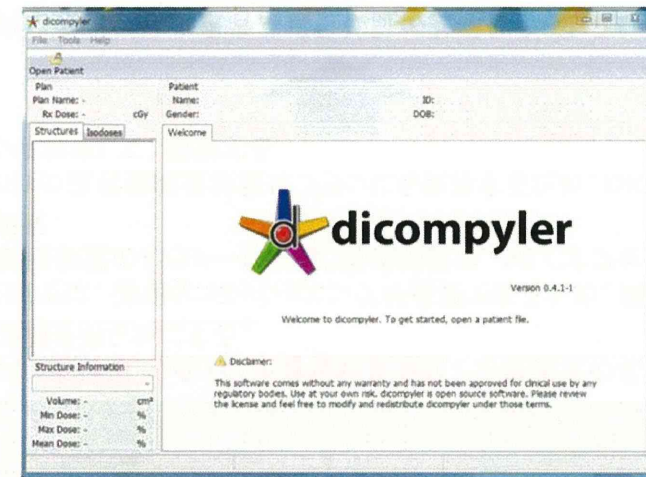 dicompyler
File Tools Help
Open Patient
Plan
Plan Name: -
Rx Dose: - cGy
Patient
Name: ID:
Gender: DOB:
Structures Isodoses
Welcome
dicompyler
Version 0.4.1-1
Welcome to dicompyler. To get started, open a patient file.
Disclaimer:
This software comes without any warranty and has not been approved for clinical use by any
regulatory bodies. Use at your own risk. dicompyler is open source software. Please review
the license and feel free to modify and redistribute dicompyler under those terms.
Structure Information
-
Volume: - cm³
Min Dose: - %
Max Dose: - %
Mean Dose: - %